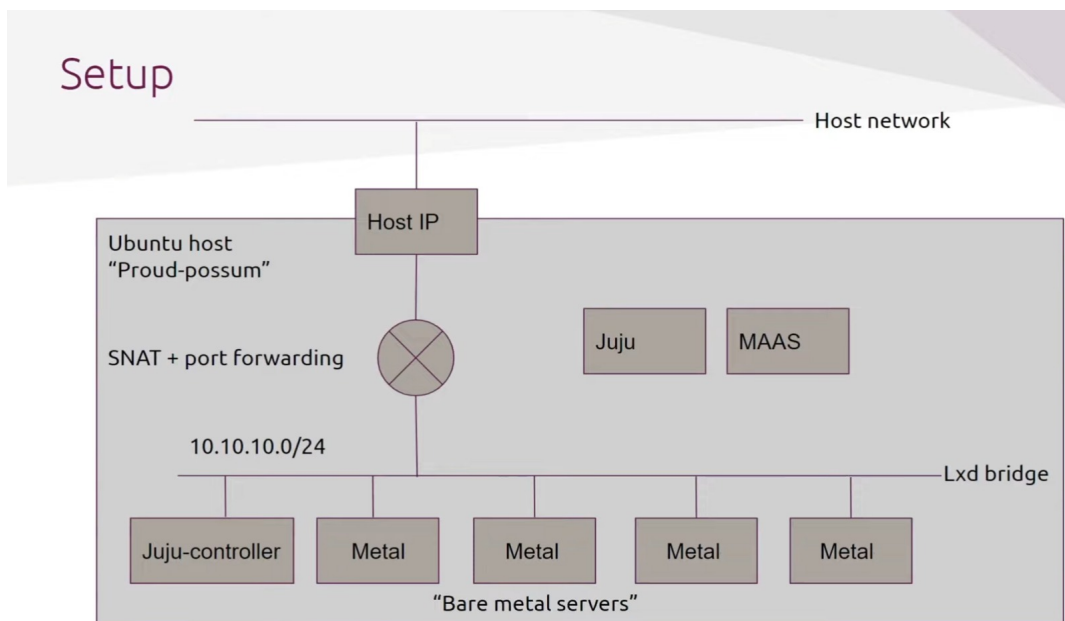 Setup
Host network
Host IP
Ubuntu host
“Proud-possum”
SNAT + port forwarding
Juju
MAAS
10.10.10.0/24
Lxd bridge
Juju-controller
Metal
Metal
Metal
Metal
“Bare metal servers”